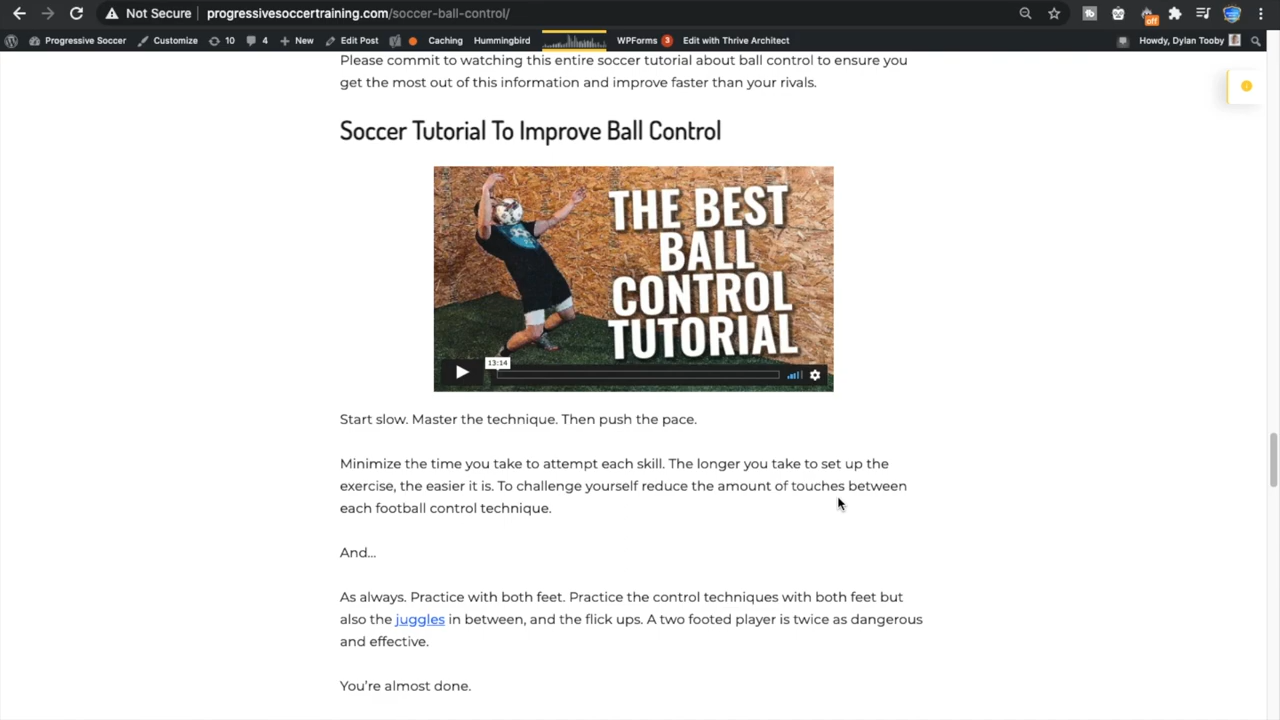 Not Secure progressivesoccertraining.com/soccer-ball-control/
off
Progressive Soccer Customize 10 4 New Edit Post Caching Hummingbird WPForms 3 Edit with Thrive Architect Howdy, Dylan Tooby
Please commit to watching this entire soccer tutorial about ball control to ensure you
get the most out of this information and improve faster than your rivals.
Soccer Tutorial To Improve Ball Control
THE BEST
BALL
CONTROL
TUTORIAL
13:14
Start slow. Master the technique. Then push the pace.
Minimize the time you take to attempt each skill. The longer you take to set up the
exercise, the easier it is. To challenge yourself reduce the amount of touches between
each football control technique.
And...
As always. Practice with both feet. Practice the control techniques with both feet but
also the juggles in between, and the flick ups. A two footed player is twice as dangerous
and effective.
You're almost done.